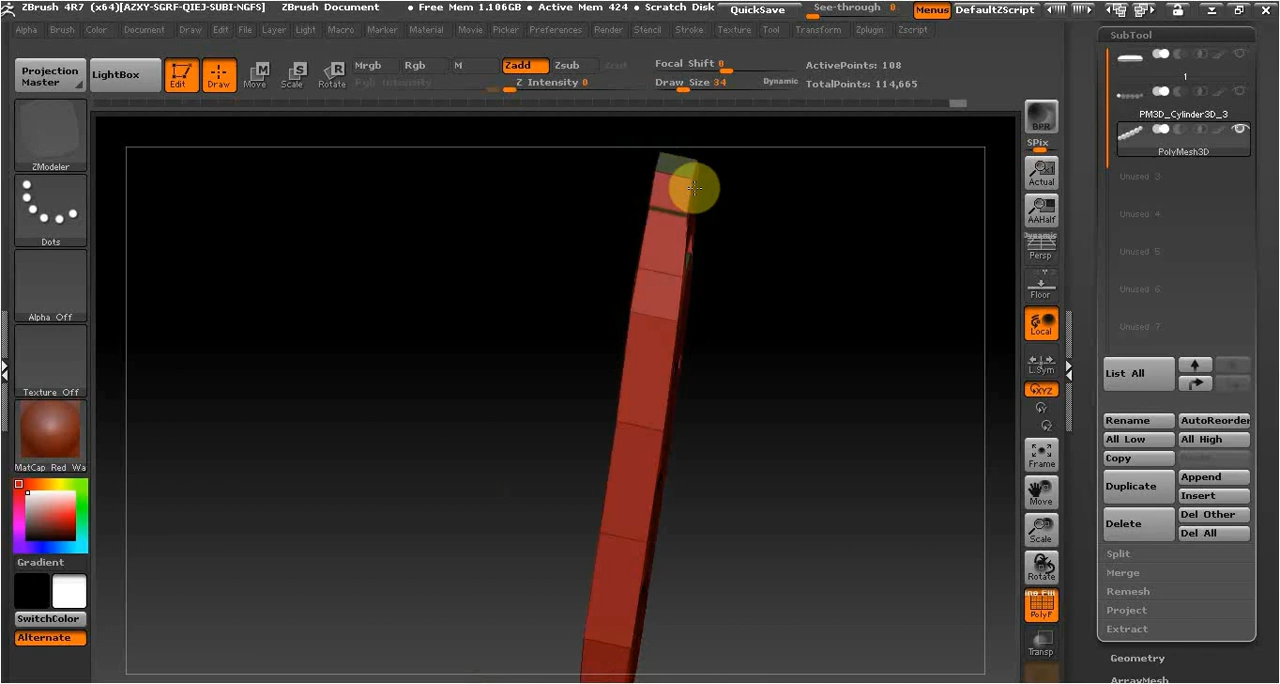 ZBrush 4R7 (x64)[AZXY-SGRF-QIEJ-SUBI-NGFS] ZBrush Document • Free Mem 1.106GB • Active Mem 424 • Scratch Disk QuickSave See-through 0 Menus DefaultZScript
Alpha Brush Color Document Draw Edit File Layer Light Macro Marker Material Movie Picker Preferences Render Stencil Stroke Texture Tool Transform Zplugin Zscript
Projection Master
LightBox
Edit
Draw
Move
Scale
Rotate
Mrgb Rgb M Zadd Zsub
Rgb Intensity Z Intensity 0
Focal Shift 0
Draw Size 34 Dynamic
ActivePoints: 108
TotalPoints: 114,665
ZModeler
Dots
Alpha Off
Texture Off
MatCap Red Wa
Gradient
SwitchColor
Alternate
BPR
SPix
Actual
AAHalf
Dynamic
Persp
Floor
Local
L.Sym
XYZ
Frame
Move
Scale
Rotate
PolyF
Transp
SubTool
1
PM3D_Cylinder3D_3
PolyMesh3D
Unused 3
Unused 4
Unused 5
Unused 6
Unused 7
List All
Rename AutoReorder
All Low All High
Copy
Duplicate Append
Insert
Delete Del Other
Del All
Split
Merge
Remesh
Project
Extract
Geometry
ArrayMesh